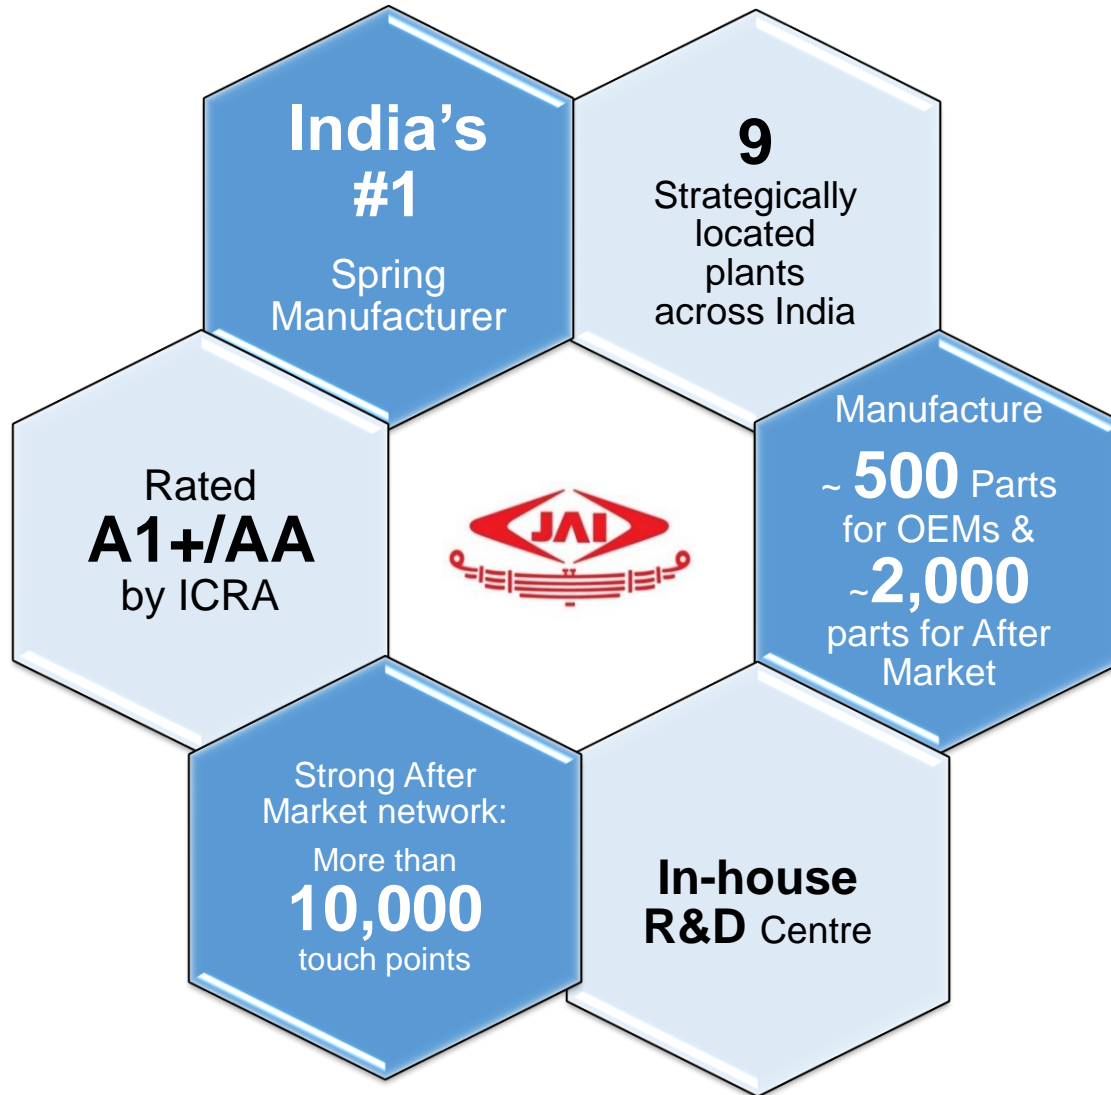 India’s
#1
Spring
Manufacturer
9
Strategically
located
plants
across India
Manufacture
~ 500 Parts
for OEMs &
~2,000
parts for After
Market
Rated
A1+/AA
by ICRA
JAI
Strong After
Market network:
More than
10,000
touch points
In-house
R&D Centre